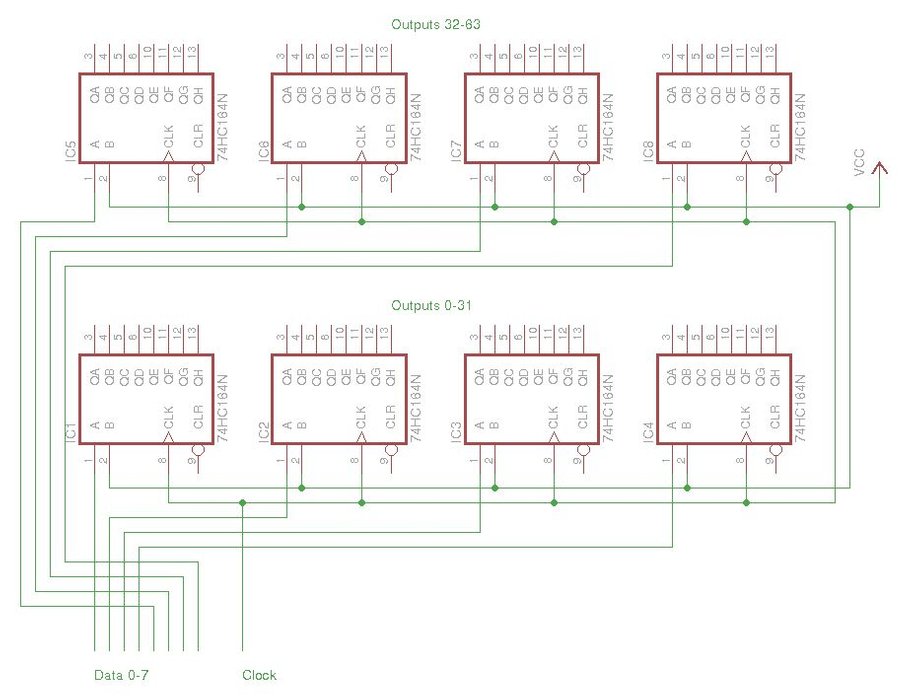 Outputs 32-63
3 4 5 6 10 11 12 13 3 4 5 6 10 11 12 13 3 4 5 6 10 11 12 13 3 4 5 6 10 11 12 13
QA QB QC QD QE QF QG QH QA QB QC QD QE QF QG QH QA QB QC QD QE QF QG QH QA QB QC QD QE QF QG QH
IC5 A B CLK CLR 74HC164N IC6 A B CLK CLR 74HC164N IC7 A B CLK CLR 74HC164N IC8 A B CLK CLR 74HC164N
1 2 8 9 1 2 8 9 1 2 8 9 1 2 8 9 VCC
Outputs 0-31
3 4 5 6 10 11 12 13 3 4 5 6 10 11 12 13 3 4 5 6 10 11 12 13 3 4 5 6 10 11 12 13
QA QB QC QD QE QF QG QH QA QB QC QD QE QF QG QH QA QB QC QD QE QF QG QH QA QB QC QD QE QF QG QH
IC1 A B CLK CLR 74HC164N IC2 A B CLK CLR 74HC164N IC3 A B CLK CLR 74HC164N IC4 A B CLK CLR 74HC164N
1 2 8 9 1 2 8 9 1 2 8 9 1 2 8 9
Data 0-7 Clock